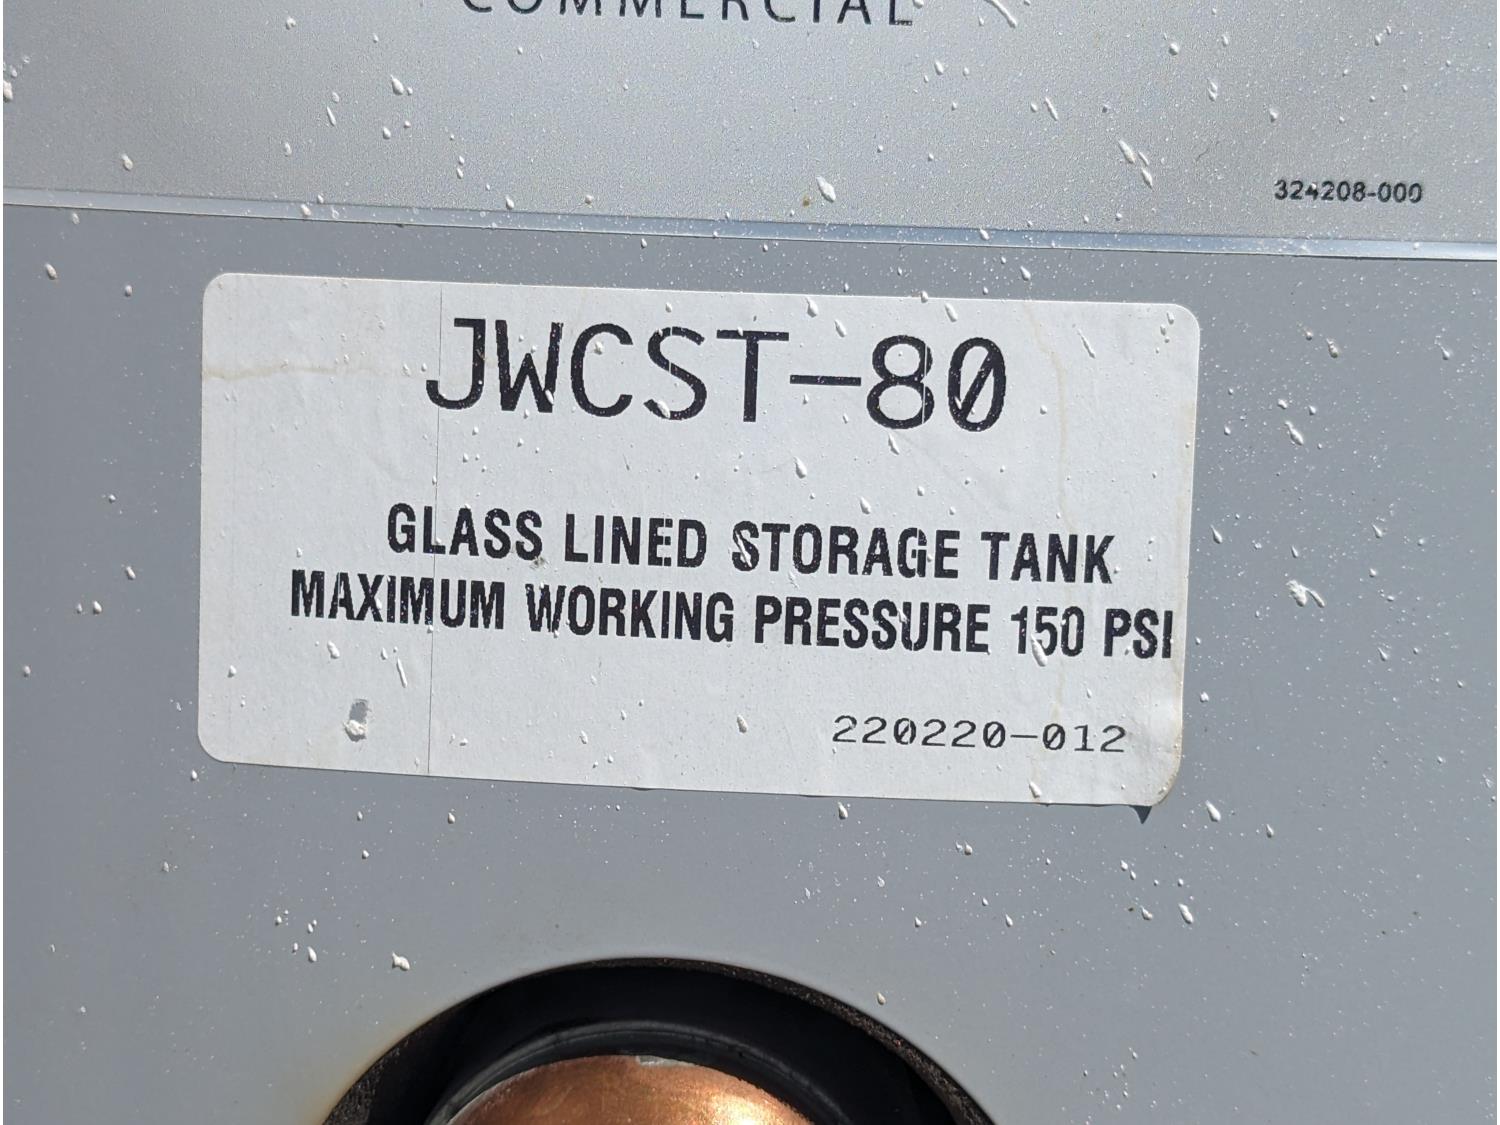 COMMERCIAL
324208-000
JWCST-80
GLASS LINED STORAGE TANK
MAXIMUM WORKING PRESSURE 150 PSI
220220-012